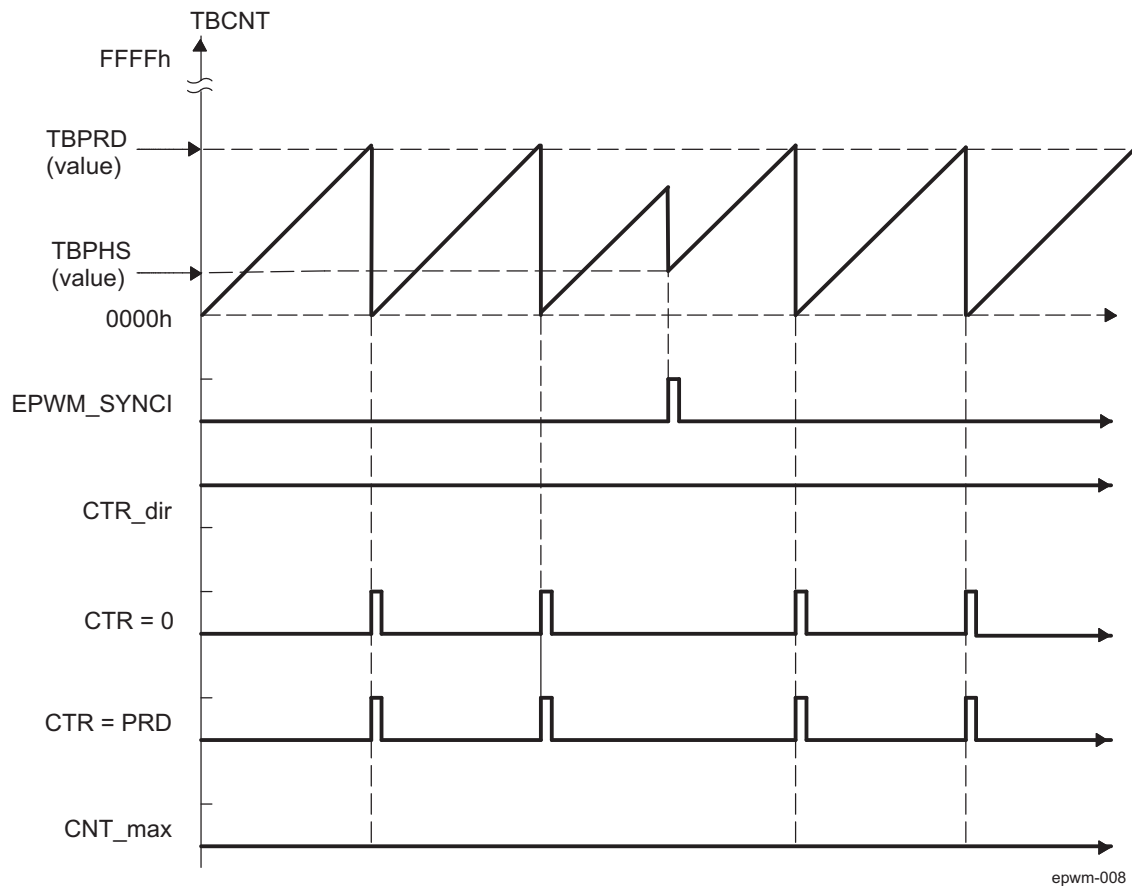 TBCNT
FFFFh
TBPRD
(value)
TBPHS
(value)
0000h
EPWM_SYNCI
CTR_dir
CTR = 0
CTR = PRD
CNT_max
epwm-008